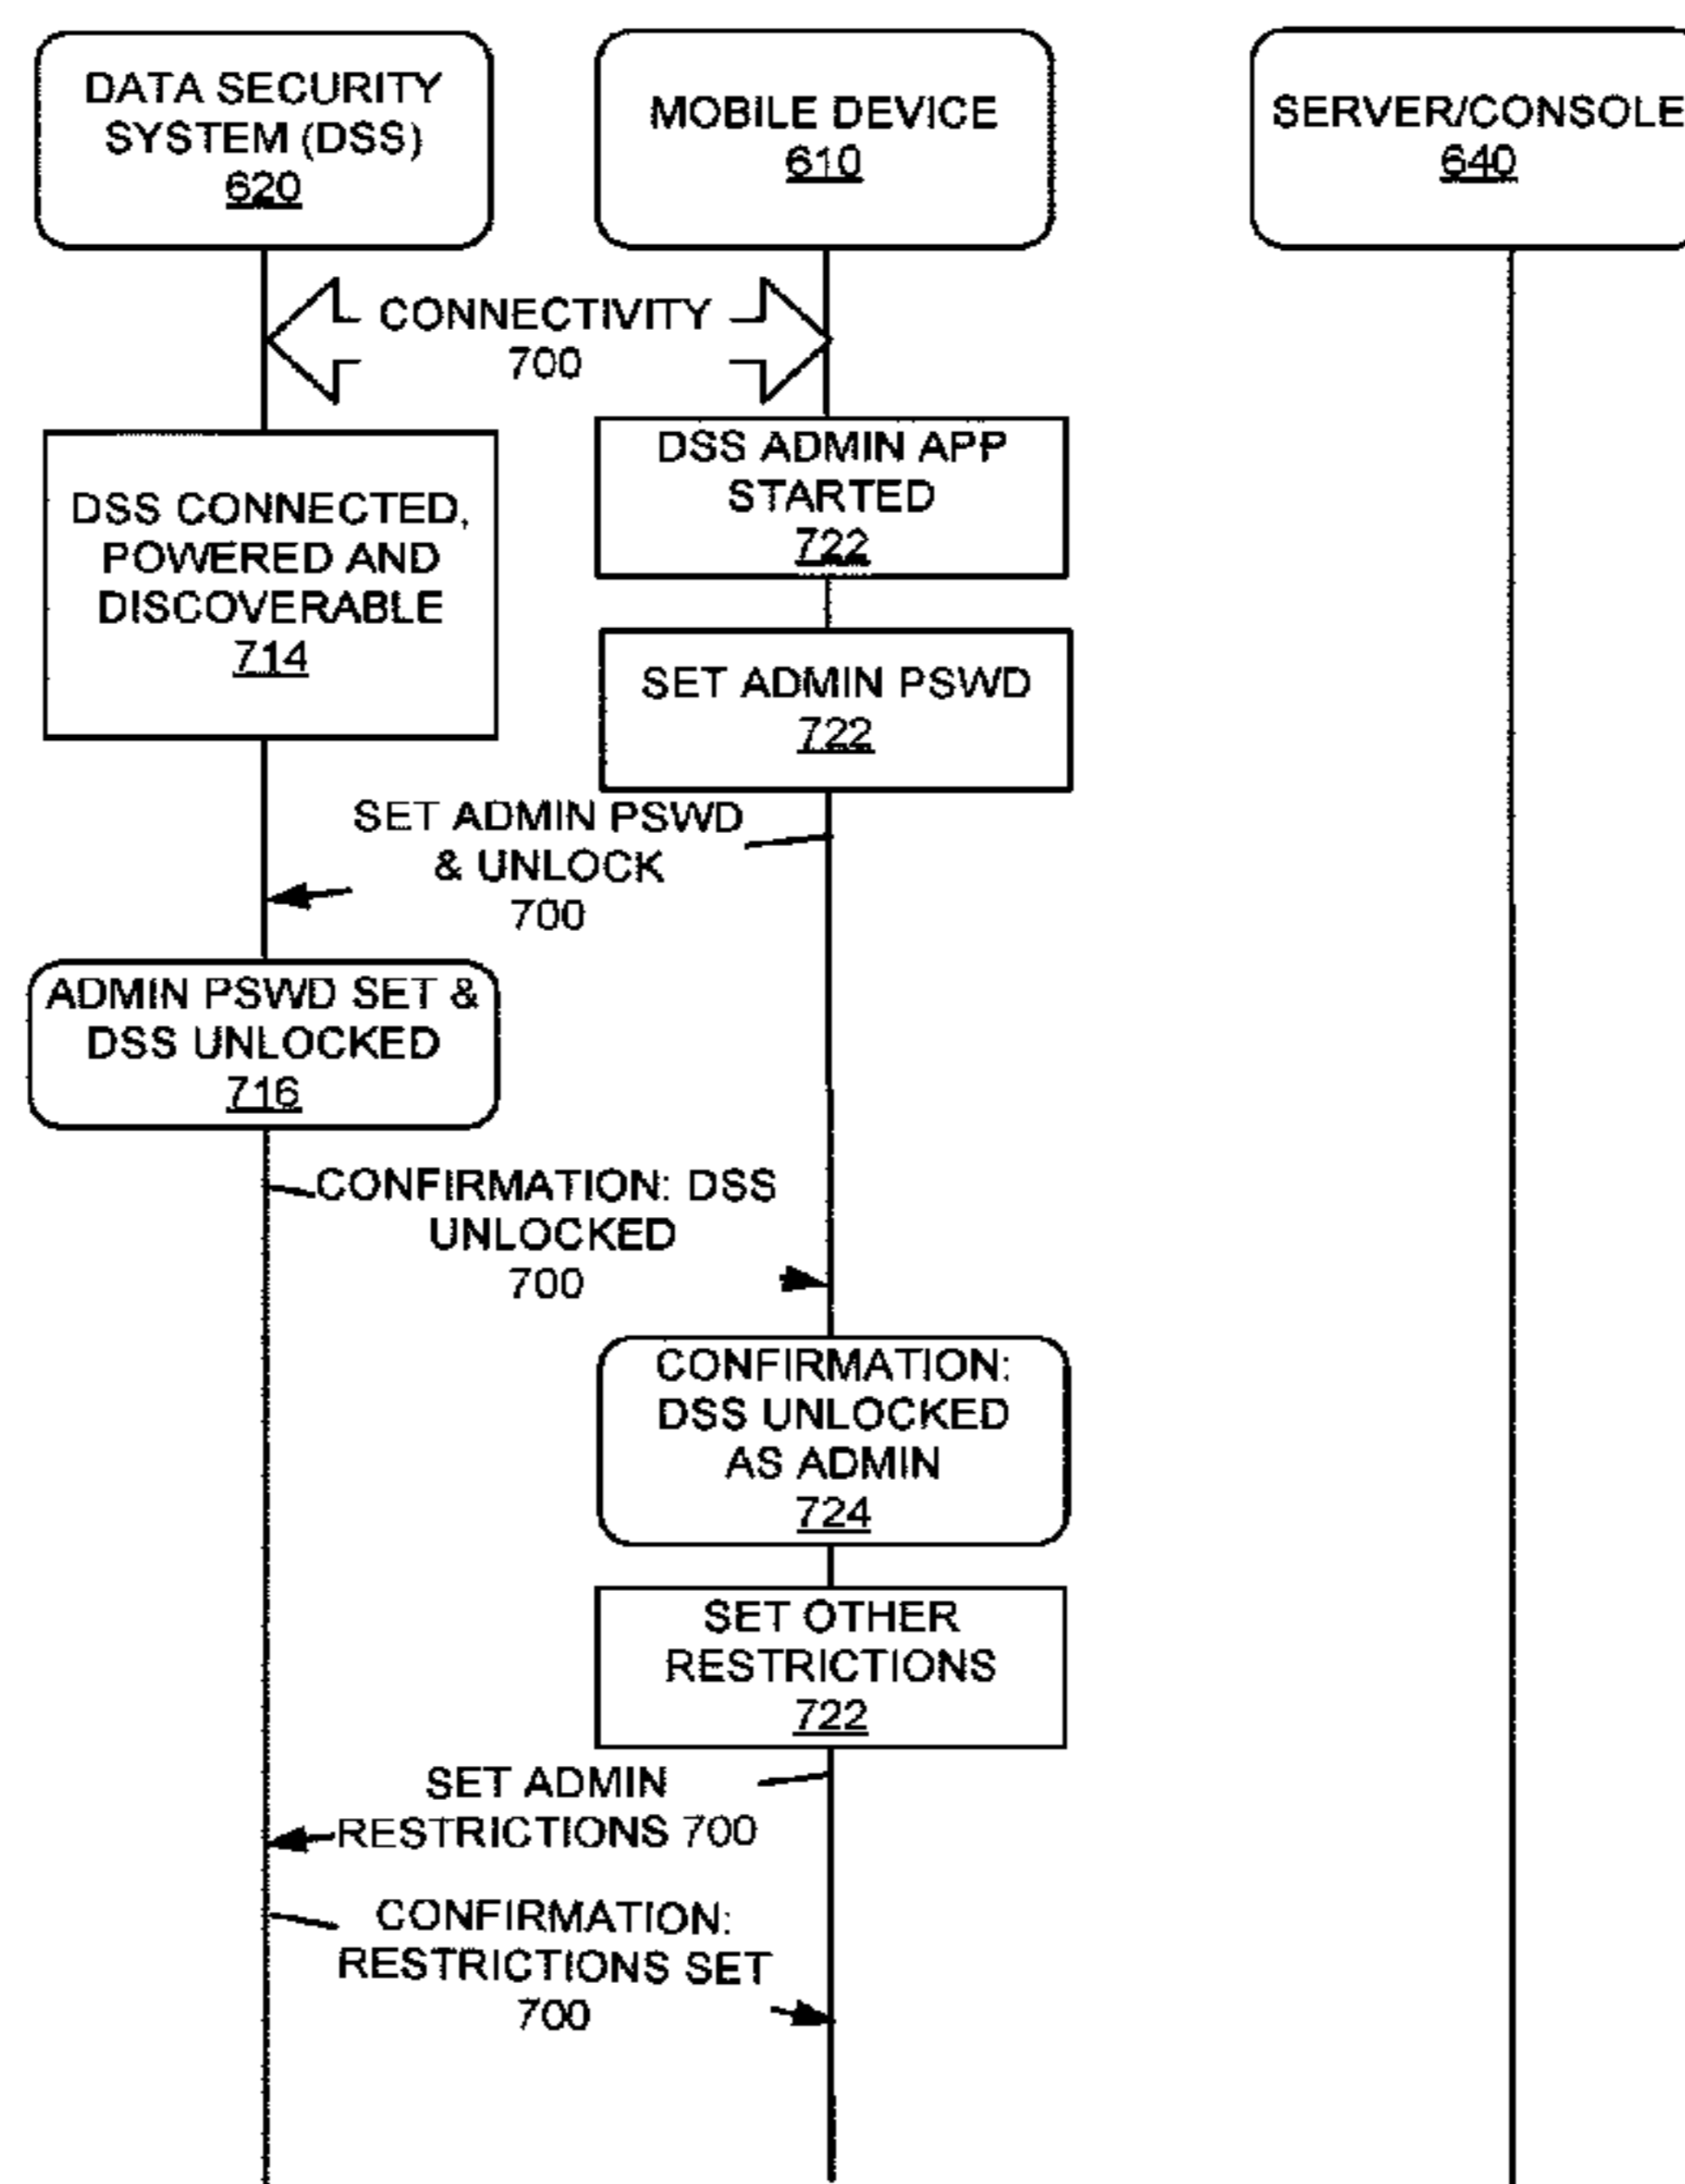 DATA SECURITY
SYSTEM (DSS)
620
MOBILE DEVICE
610
SERVER/CONSOLE
640
CONNECTIVITY
700
DSS CONNECTED,
POWERED AND
DISCOVERABLE
714
DSS ADMIN APP
STARTED
722
SET ADMIN PSWD
722
SET ADMIN PSWD
& UNLOCK
700
ADMIN PSWD SET &
DSS UNLOCKED
716
CONFIRMATION: DSS
UNLOCKED
700
CONFIRMATION:
DSS UNLOCKED
AS ADMIN
724
SET OTHER
RESTRICTIONS
722
SET ADMIN
RESTRICTIONS 700
CONFIRMATION:
RESTRICTIONS SET
700